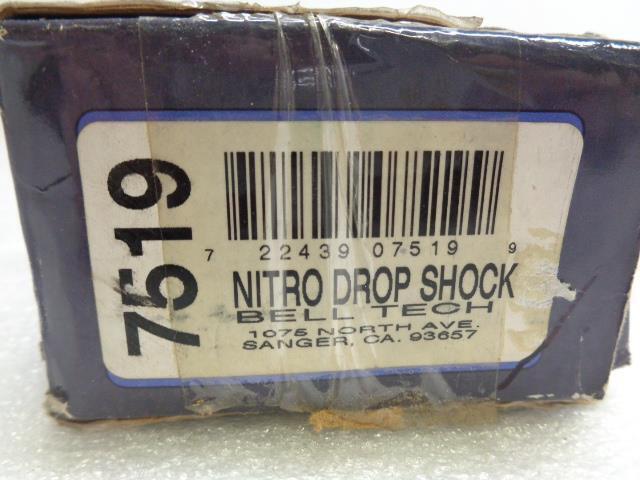 7519
7 22439 07519 9
NITRO DROP SHOCK
BELL TECH
1075 NORTH AVE.
SANGER, CA. 93657